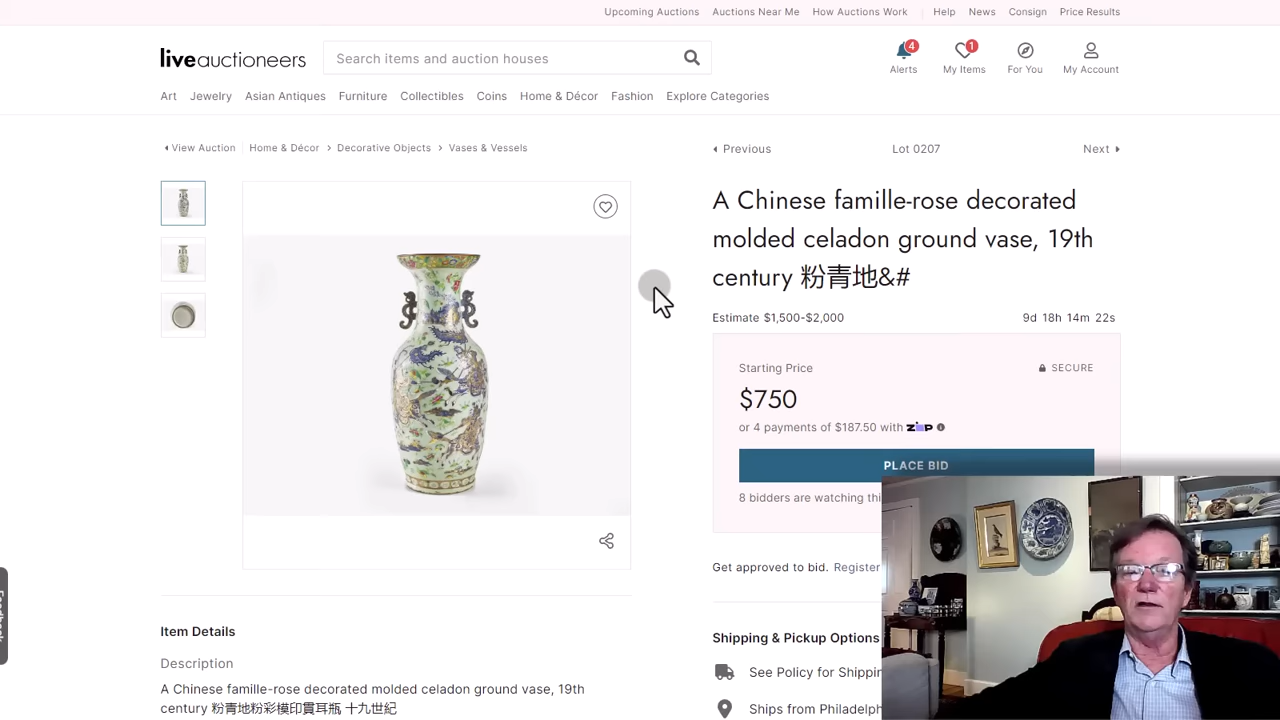 Upcoming Auctions Auctions Near Me How Auctions Work Help News Consign Price Results
liveauctioneers
Search items and auction houses
4
1
Alerts My Items For You My Account
Art Jewelry Asian Antiques Furniture Collectibles Coins Home & Décor Fashion Explore Categories
View Auction Home & Décor Decorative Objects Vases & Vessels
Previous Lot 0207 Next
A Chinese famille-rose decorated
molded celadon ground vase, 19th
century 粉青地&#
Estimate $1,500-$2,000 9d 18h 14m 22s
Starting Price SECURE
$750
or 4 payments of $187.50 with zip
PLACE BID
8 bidders are watching thi
Get approved to bid. Register
Item Details
Description
A Chinese famille-rose decorated molded celadon ground vase, 19th
century 粉青地粉彩模印貫耳瓶 十九世紀
Shipping & Pickup Options
See Policy for Shippin
Ships from Philadelph